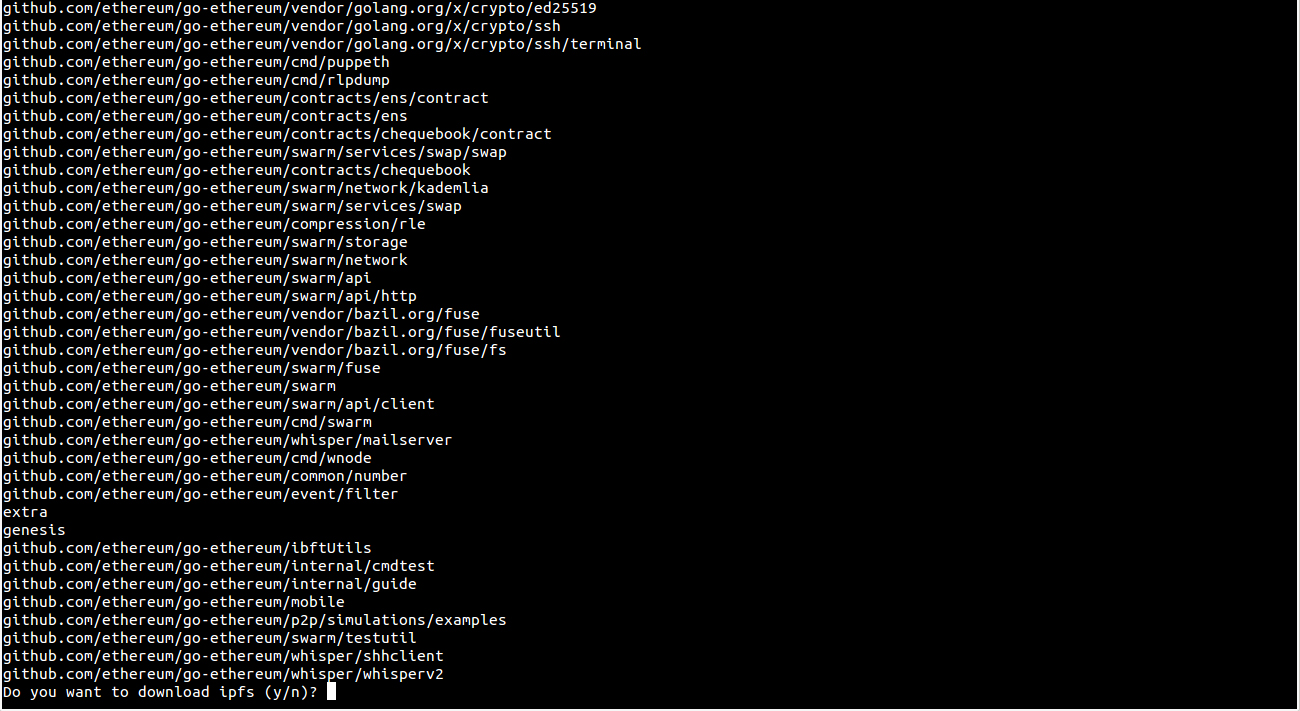 github.com/ethereum/go-ethereum/vendor/golang.org/x/crypto/ed25519
github.com/ethereum/go-ethereum/vendor/golang.org/x/crypto/ssh
github.com/ethereum/go-ethereum/vendor/golang.org/x/crypto/ssh/terminal
github.com/ethereum/go-ethereum/cmd/puppeth
github.com/ethereum/go-ethereum/cmd/rlpdump
github.com/ethereum/go-ethereum/contracts/ens/contract
github.com/ethereum/go-ethereum/contracts/ens
github.com/ethereum/go-ethereum/contracts/chequebook/contract
github.com/ethereum/go-ethereum/swarm/services/swap/swap
github.com/ethereum/go-ethereum/contracts/chequebook
github.com/ethereum/go-ethereum/swarm/network/kademlia
github.com/ethereum/go-ethereum/swarm/services/swap
github.com/ethereum/go-ethereum/compression/rle
github.com/ethereum/go-ethereum/swarm/storage
github.com/ethereum/go-ethereum/swarm/network
github.com/ethereum/go-ethereum/swarm/api
github.com/ethereum/go-ethereum/swarm/api/http
github.com/ethereum/go-ethereum/vendor/bazil.org/fuse
github.com/ethereum/go-ethereum/vendor/bazil.org/fuse/fuseutil
github.com/ethereum/go-ethereum/vendor/bazil.org/fuse/fs
github.com/ethereum/go-ethereum/swarm/fuse
github.com/ethereum/go-ethereum/swarm
github.com/ethereum/go-ethereum/swarm/api/client
github.com/ethereum/go-ethereum/cmd/swarm
github.com/ethereum/go-ethereum/whisper/mailserver
github.com/ethereum/go-ethereum/cmd/wnode
github.com/ethereum/go-ethereum/common/number
github.com/ethereum/go-ethereum/event/filter
extra
genesis
github.com/ethereum/go-ethereum/ibftUtils
github.com/ethereum/go-ethereum/internal/cmdtest
github.com/ethereum/go-ethereum/internal/guide
github.com/ethereum/go-ethereum/mobile
github.com/ethereum/go-ethereum/p2p/simulations/examples
github.com/ethereum/go-ethereum/swarm/testutil
github.com/ethereum/go-ethereum/whisper/shhclient
github.com/ethereum/go-ethereum/whisper/whisperv2
Do you want to download ipfs (y/n)?